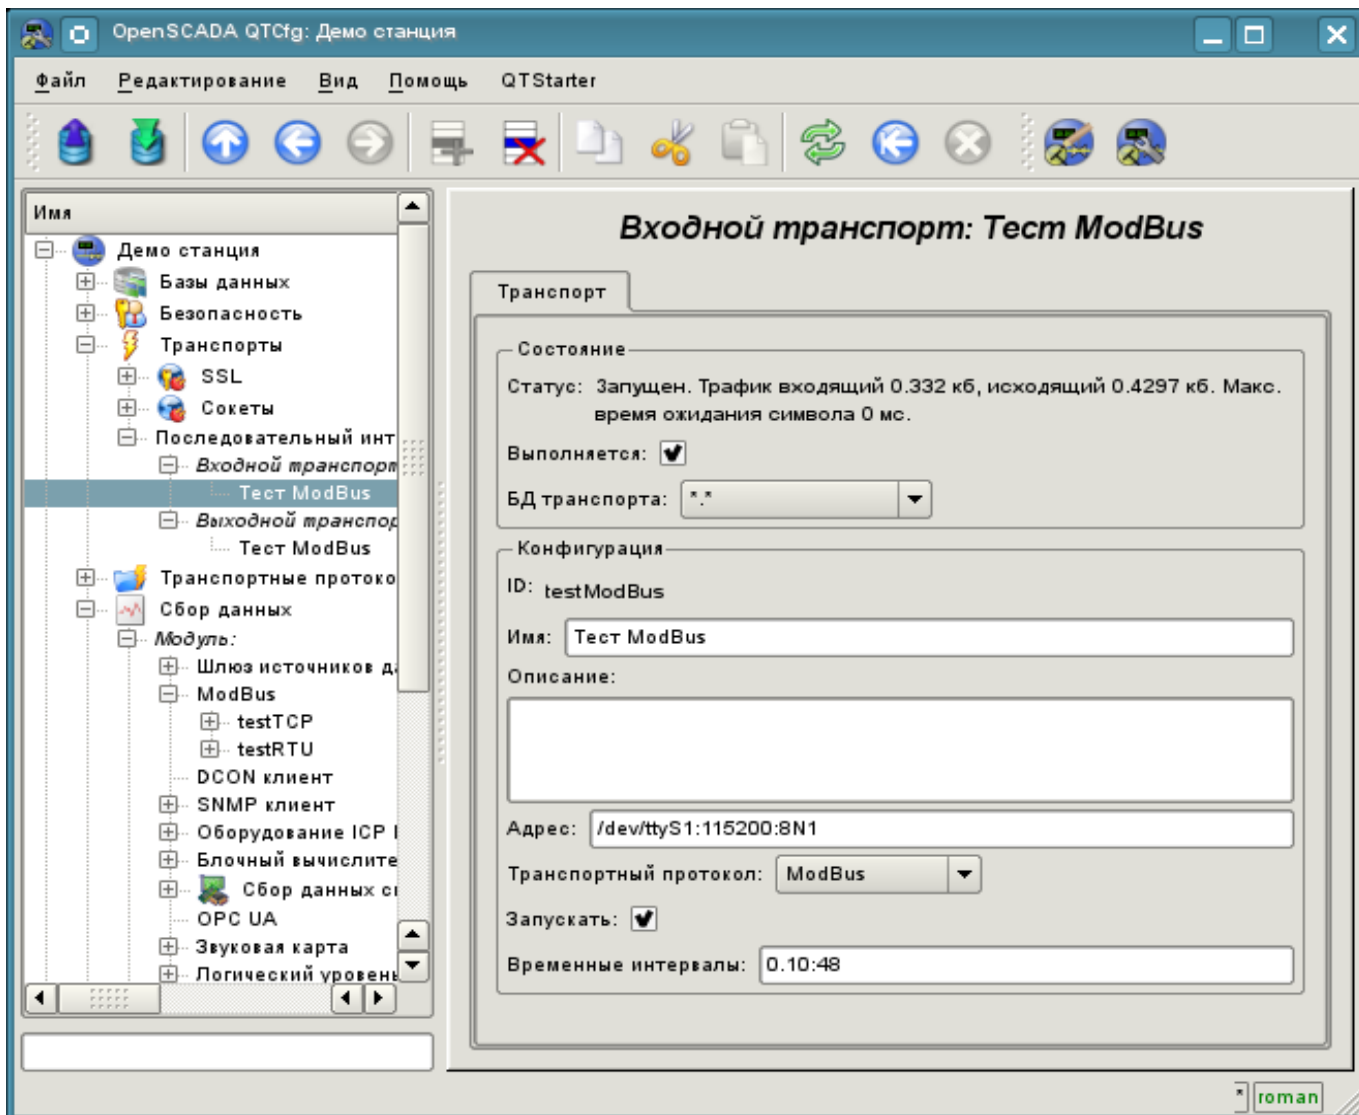 OpenSCADA QTCfg: Демо станция
Файл Редактирование Вид Помощь QTStarter
Имя
Демо станция
Базы данных
Безопасность
Транспорты
SSL
Сокеты
Последовательный инт
Входной транспорт
Тест ModBus
Выходной транспор
Тест ModBus
Транспортные протоко
Сбор данных
Модуль:
Шлюз источников д
ModBus
testTCP
testRTU
DCON клиент
SNMP клиент
Оборудование ICP
Блочный вычислите
Сбор данных с
OPC UA
Звуковая карта
Логический уровень
Входной транспорт: Тест ModBus
Транспорт
Состояние
Статус: Запущен. Трафик входящий 0.332 кб, исходящий 0.4297 кб. Макс.
время ожидания символа 0 мс.
Выполняется:
БД транспорта: *.*
Конфигурация
ID: testModBus
Имя: Тест ModBus
Описание:
Адрес: /dev/ttyS1:115200:8N1
Транспортный протокол: ModBus
Запускать:
Временные интервалы: 0.10:48
* roman